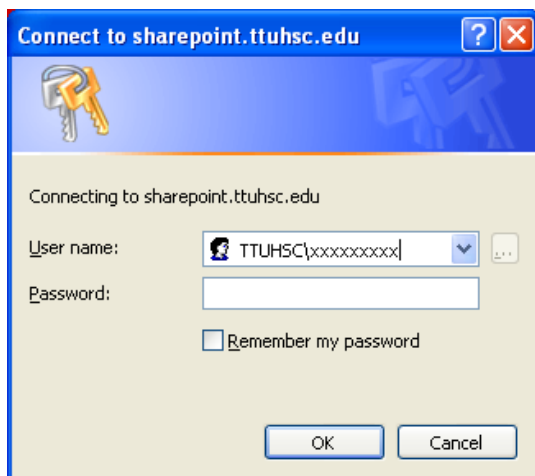 Connect to sharepoint.ttuhsc.edu
Connecting to sharepoint.ttuhsc.edu
User name: TTUHSC\xxxxxxxxx ...
Password:
Remember my password
OK Cancel